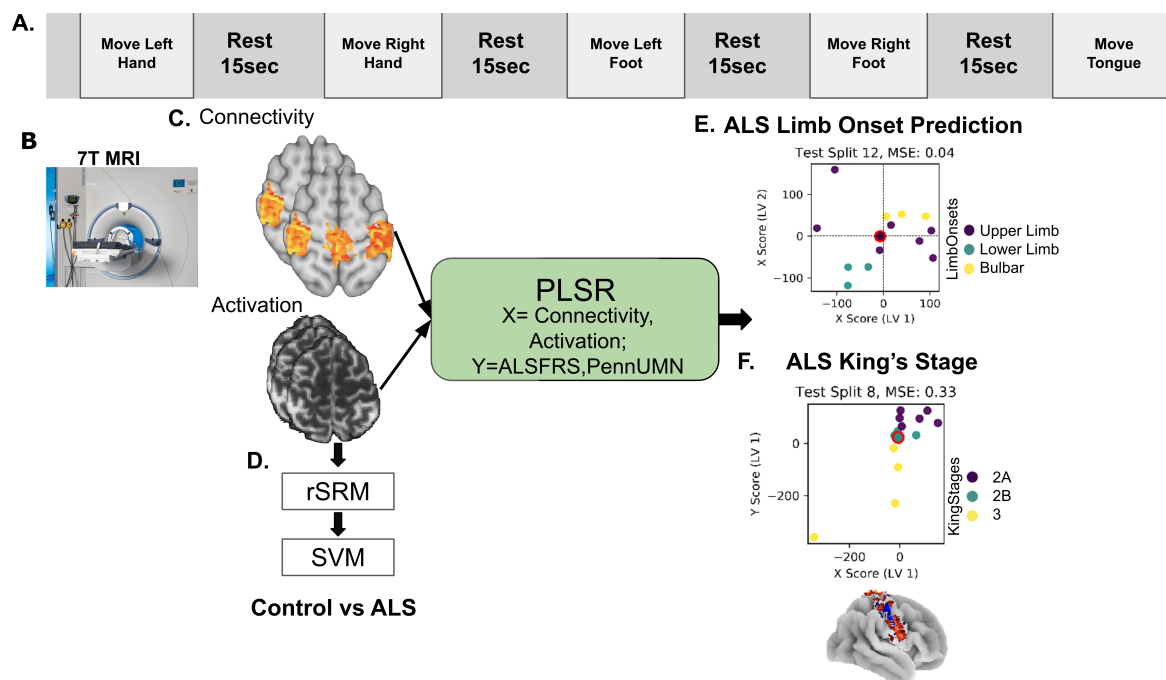 A.
Move Left
Hand
Rest
15sec
Move Right
Hand
Rest
15sec
Move Left
Foot
Rest
15sec
Move Right
Foot
Rest
15sec
Move
Tongue
B
7T MRI
C. Connectivity
Activation
D.
rSRM
SVM
Control vs ALS
PLSR
X= Connectivity,
Activation;
Y=ALSFRS,PennUMN
E. ALS Limb Onset Prediction
Test Split 12, MSE: 0.04
X Score (LV 2)
100
0
−100
−100 0 100
X Score (LV 1)
LimbOnsets
Upper Limb
Lower Limb
Bulbar
F. ALS King's Stage
Test Split 8, MSE: 0.33
Y Score (LV 1)
0
−200
−200 0
X Score (LV 1)
KingStages
2A
2B
3